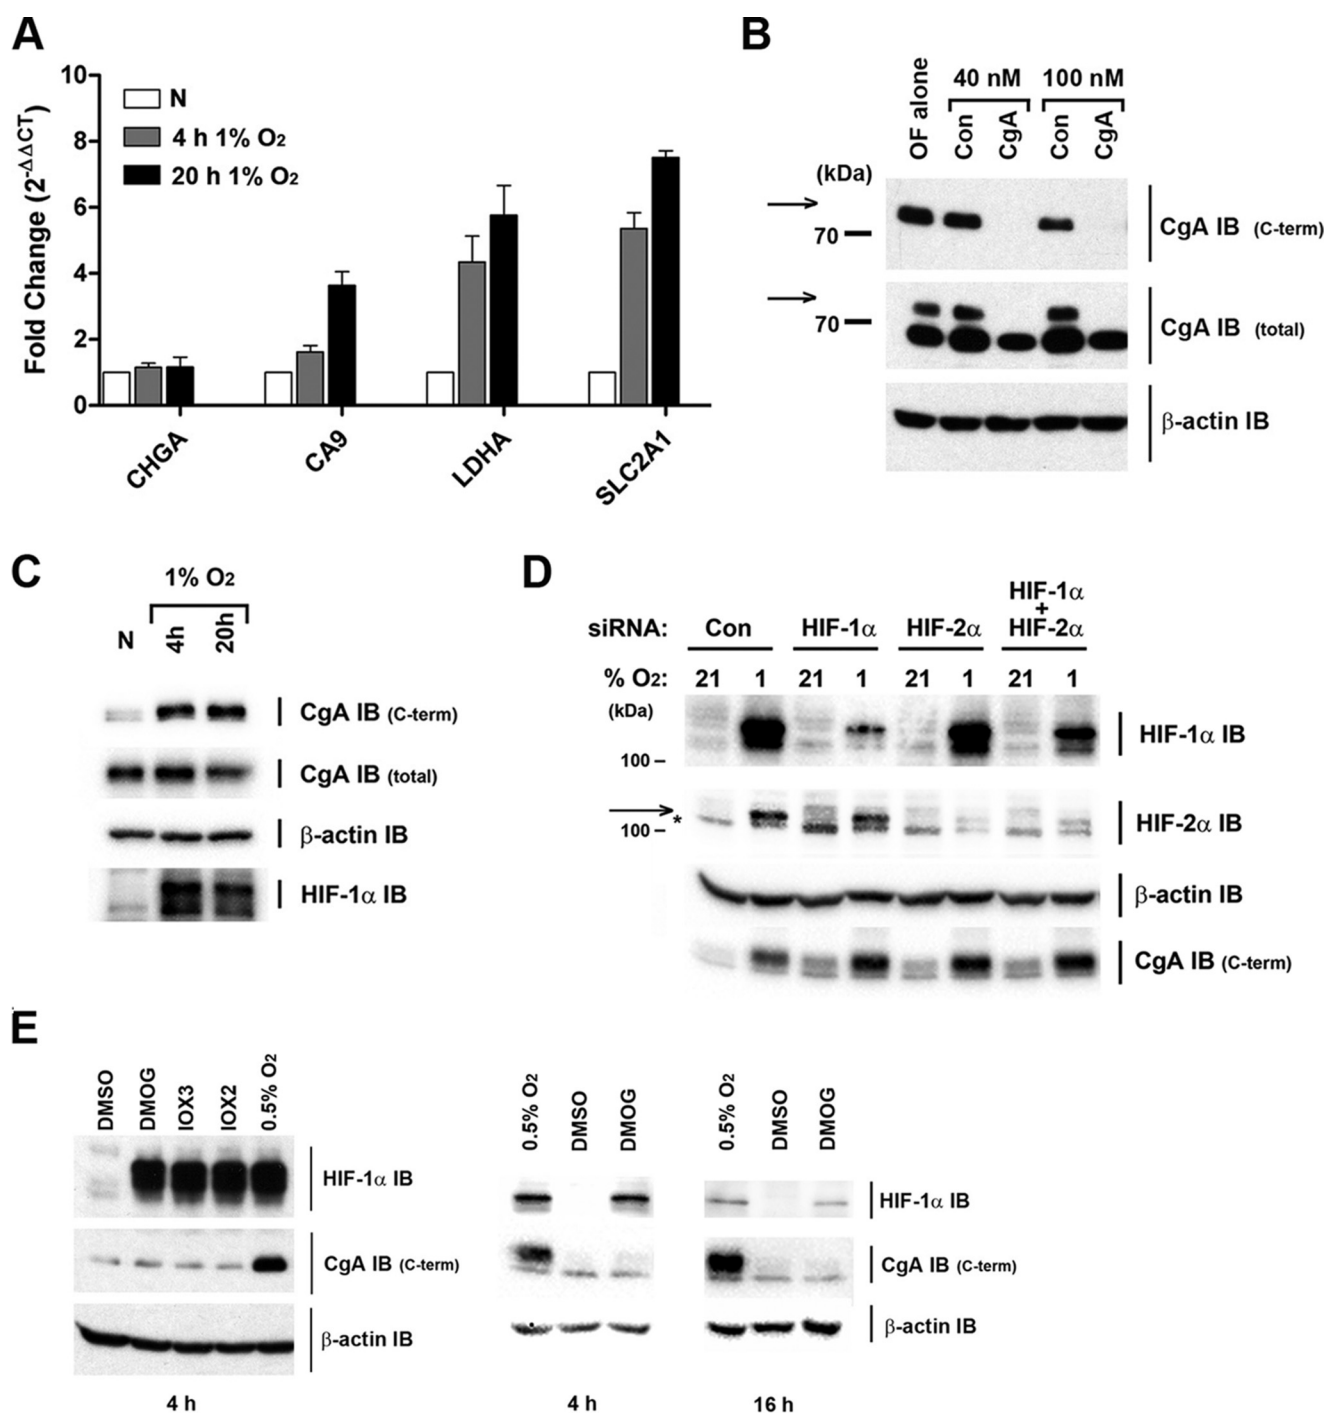 A
Fold Change (2-ΔΔCT)
10
8
6
4
2
0
N
4 h 1% O2
20 h 1% O2
CHGA
CA9
LDHA
SLC2A1
B
OF alone
40 nM
100 nM
Con
CgA
Con
CgA
(kDa)
70
CgA IB (C-term)
70
CgA IB (total)
β-actin IB
C
1% O2
N
4h
20h
CgA IB (C-term)
CgA IB (total)
β-actin IB
HIF-1α IB
D
HIF-1α
+
siRNA: Con HIF-1α HIF-2α HIF-2α
% O2: 21 1 21 1 21 1 21 1
(kDa)
HIF-1α IB
100
*
100
HIF-2α IB
β-actin IB
CgA IB (C-term)
E
DMSO
DMOG
IOX3
IOX2
0.5% O2
HIF-1α IB
CgA IB (C-term)
β-actin IB
4 h
0.5% O2
DMSO
DMOG
4 h
0.5% O2
DMSO
DMOG
HIF-1α IB
CgA IB (C-term)
β-actin IB
16 h